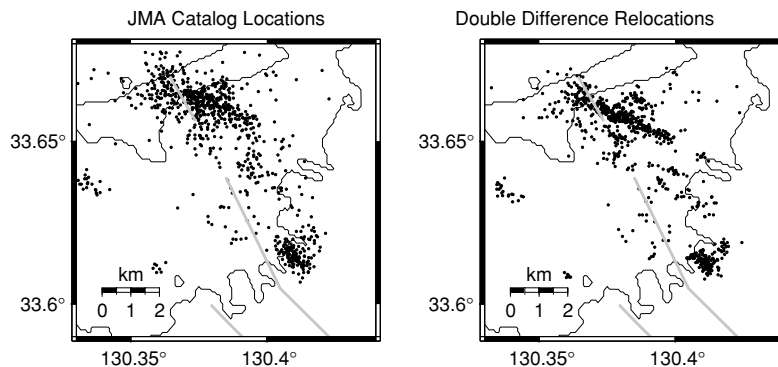 JMA Catalog Locations
Double Difference Relocations
33.65°
33.65°
km
0 1 2
km
0 1 2
33.6°
33.6°
130.35°
130.4°
130.35°
130.4°